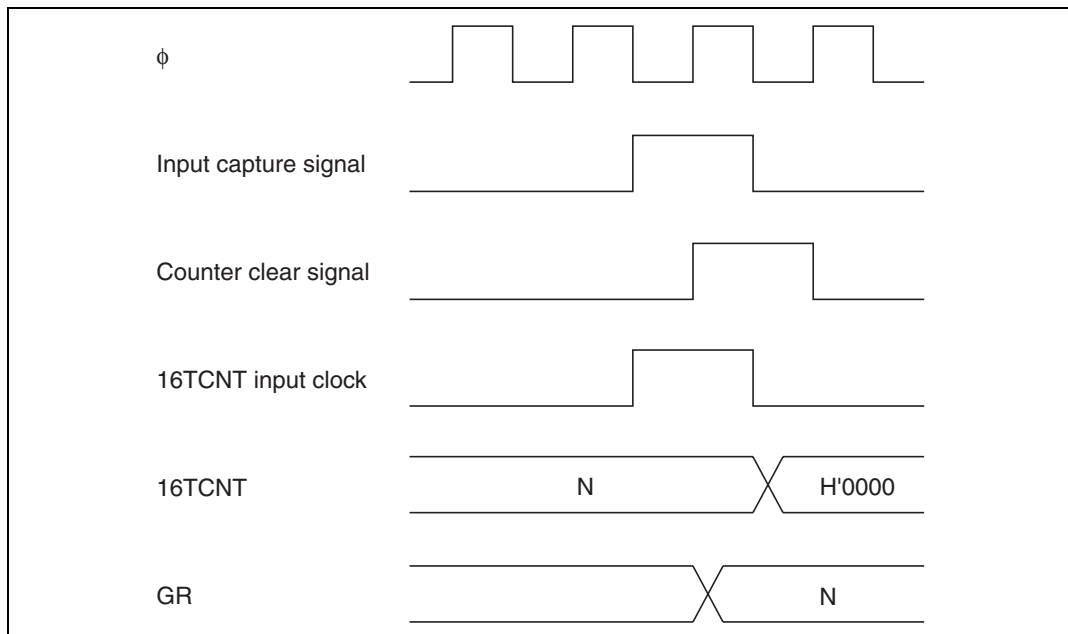 ϕ
Input capture signal
Counter clear signal
16TCNT input clock
16TCNT N H'0000
GR N